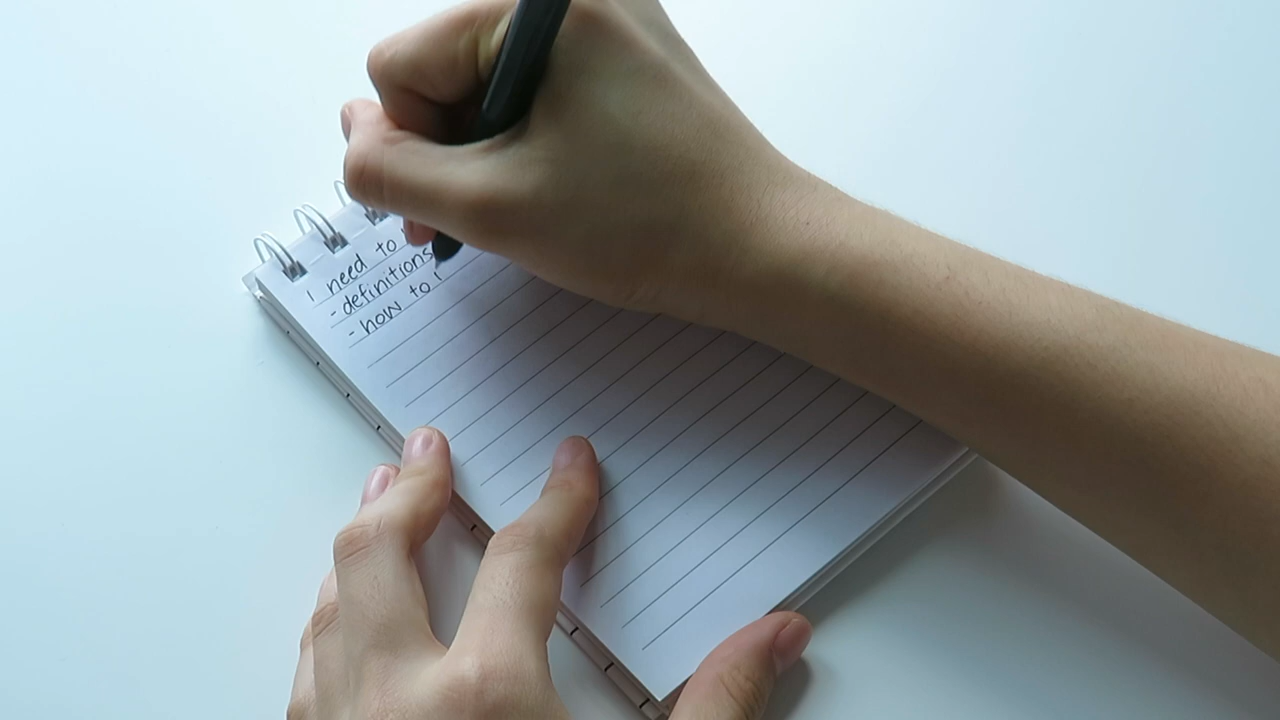 I need to
- definitions
- how to